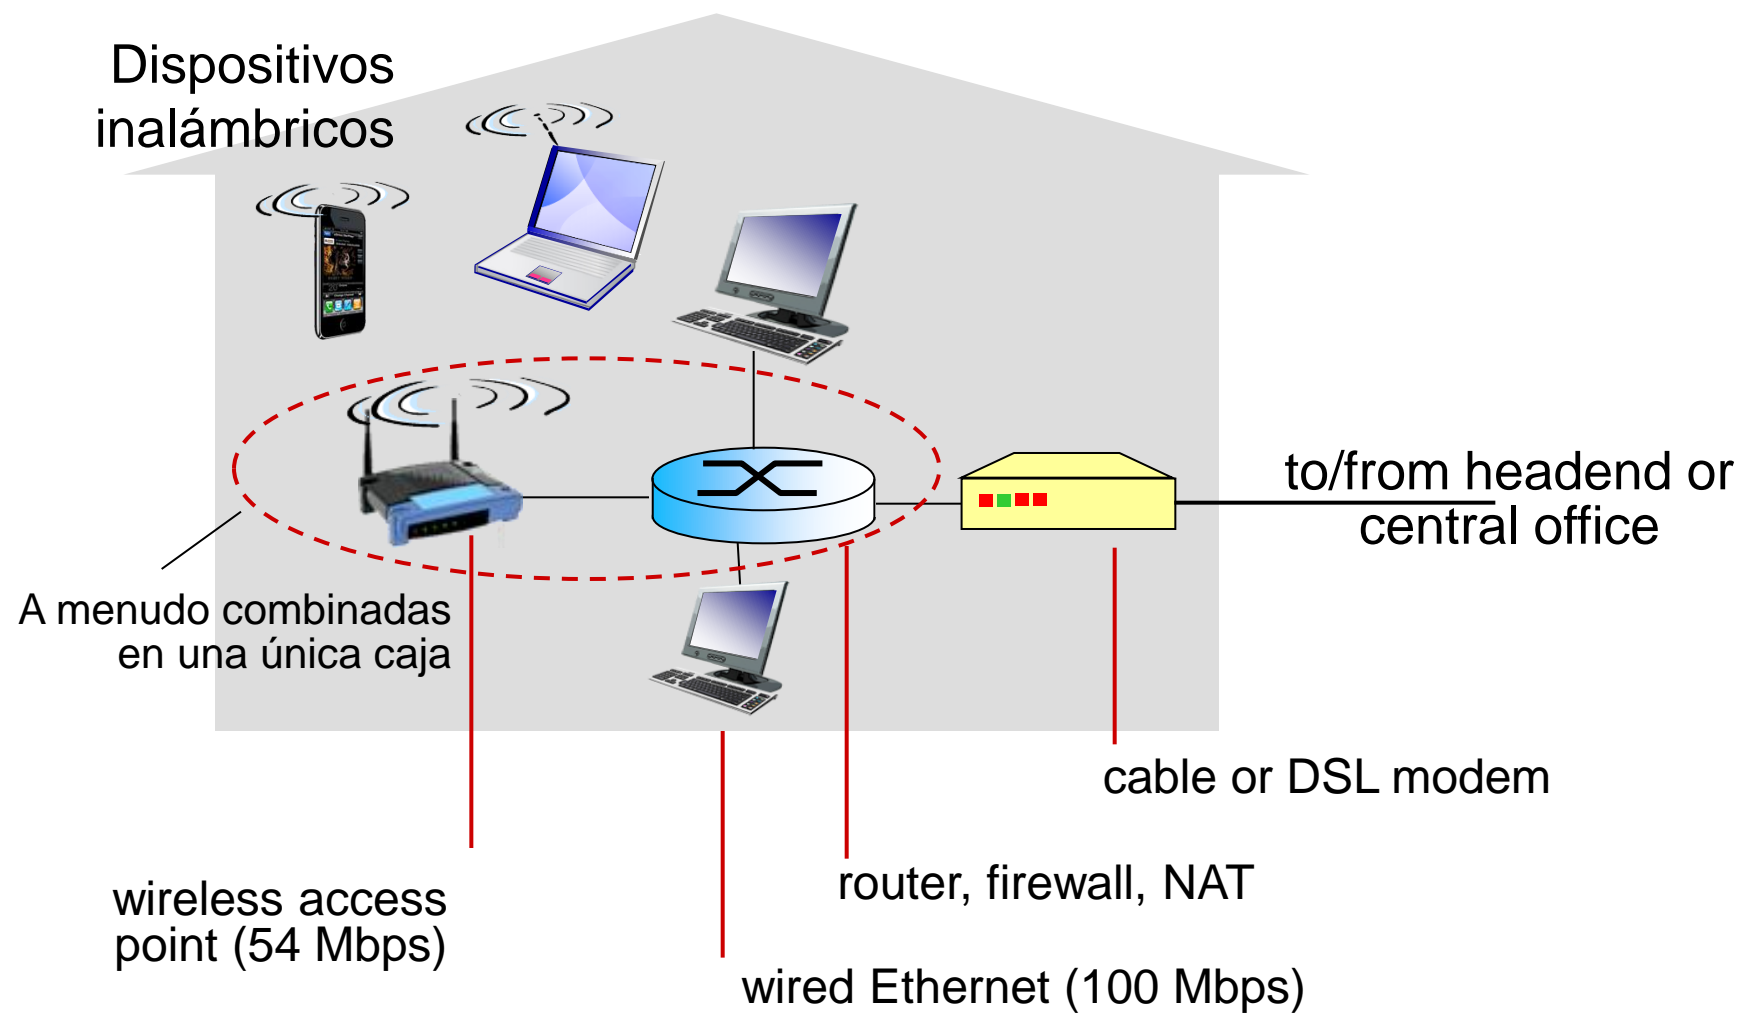 Dispositivos
inalámbricos
to/from headend or
central office
A menudo combinadas
en una única caja
cable or DSL modem
router, firewall, NAT
wireless access
point (54 Mbps)
wired Ethernet (100 Mbps)